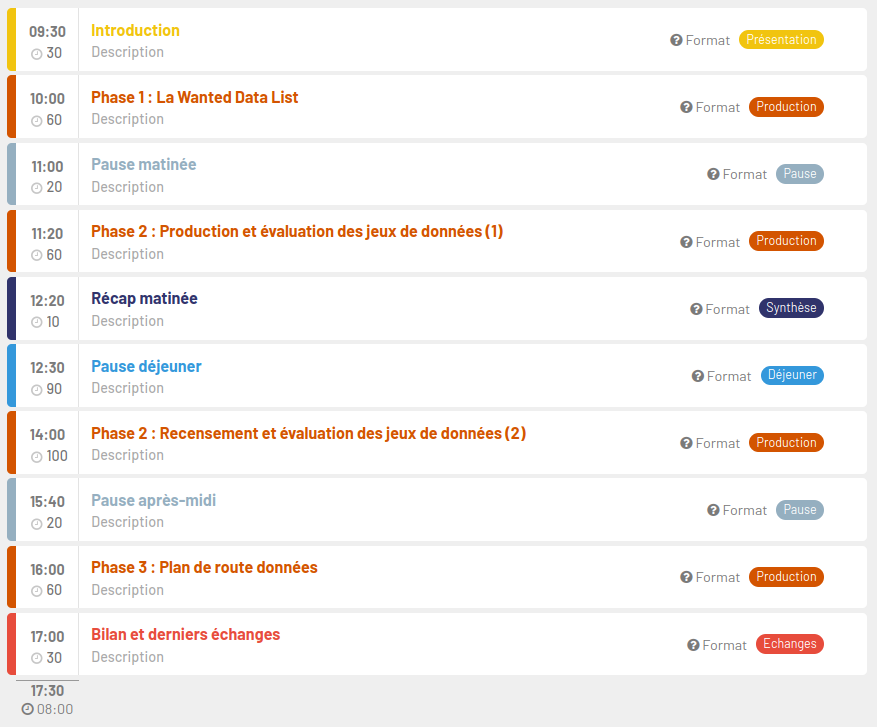 09:30 Introduction Format Présentation
30 Description
10:00 Phase 1 : La Wanted Data List Format Production
60 Description
11:00 Pause matinée Format Pause
20 Description
11:20 Phase 2 : Production et évaluation des jeux de données (1) Format Production
60 Description
12:20 Récap matinée Format Synthèse
10 Description
12:30 Pause déjeuner Format Déjeuner
90 Description
14:00 Phase 2 : Recensement et évaluation des jeux de données (2) Format Production
100 Description
15:40 Pause après-midi Format Pause
20 Description
16:00 Phase 3 : Plan de route données Format Production
60 Description
17:00 Bilan et derniers échanges Format Echanges
30 Description
17:30
08:00